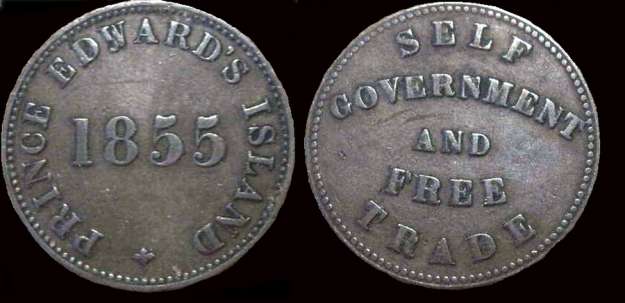 PRINCE EDWARD'S ISLAND
1855
SELF
GOVERNMENT
AND
FREE
TRADE